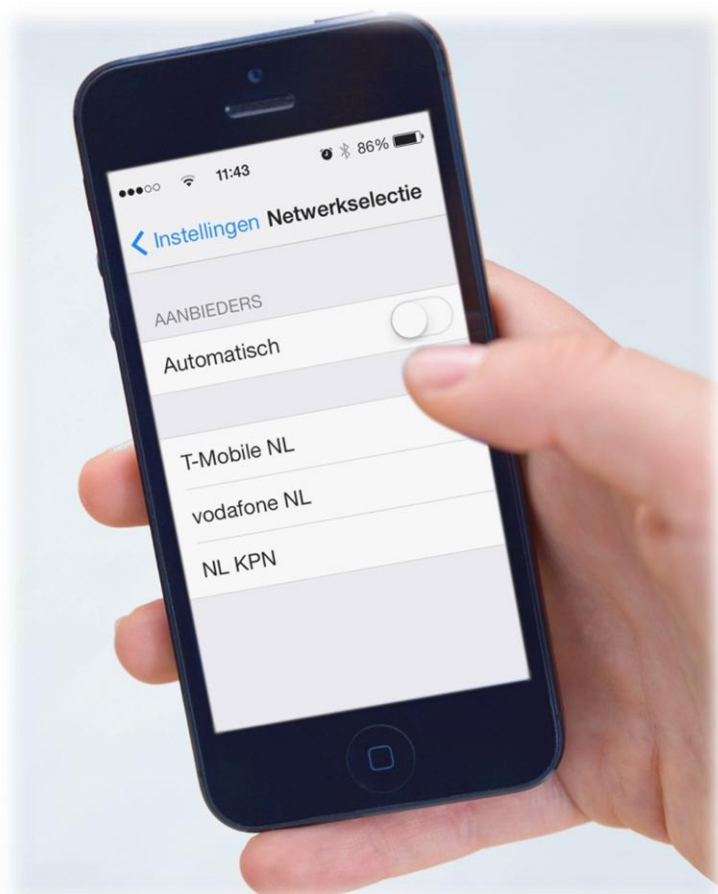 11:43 86%
Instellingen Netwerkselectie
AANBIEDERS
Automatisch
T-Mobile NL
vodafone NL
NL KPN